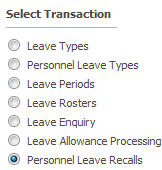 Select Transaction
Leave Types
Personnel Leave Types
Leave Periods
Leave Rosters
Leave Enquiry
Leave Allowance Processing
Personnel Leave Recalls